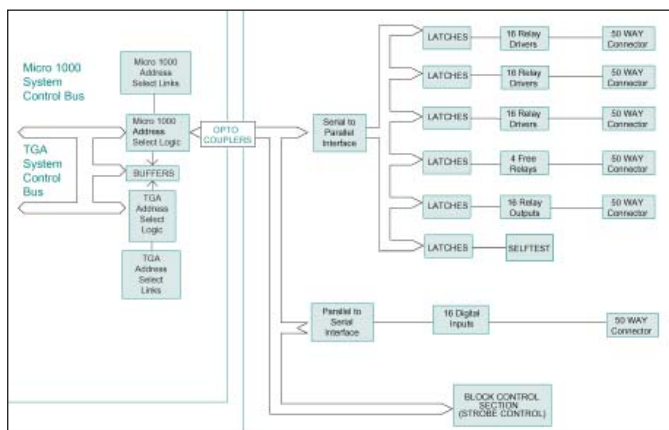 Micro 1000
System
Control Bus
TGA
System
Control
Bus
Micro 1000
Address
Select Links
Micro 1000
Address
Select Logic
BUFFERS
TGA
Address
Select
Logic
TGA
Address
Select
Links
OPTO
COUPLERS
Serial to
Parallel
Interface
LATCHES
16 Relay
Drivers
50 WAY
Connector
LATCHES
16 Relay
Drivers
50 WAY
Connector
LATCHES
16 Relay
Drivers
50 WAY
Connector
LATCHES
4 Free
Relays
50 WAY
Connector
LATCHES
16 Relay
Outputs
50 WAY
Connector
LATCHES
SELFTEST
Parallel to
Serial
Interface
16 Digital
Inputs
50 WAY
Connector
BLOCK CONTROL
SECTION
(STROBE CONTROL)